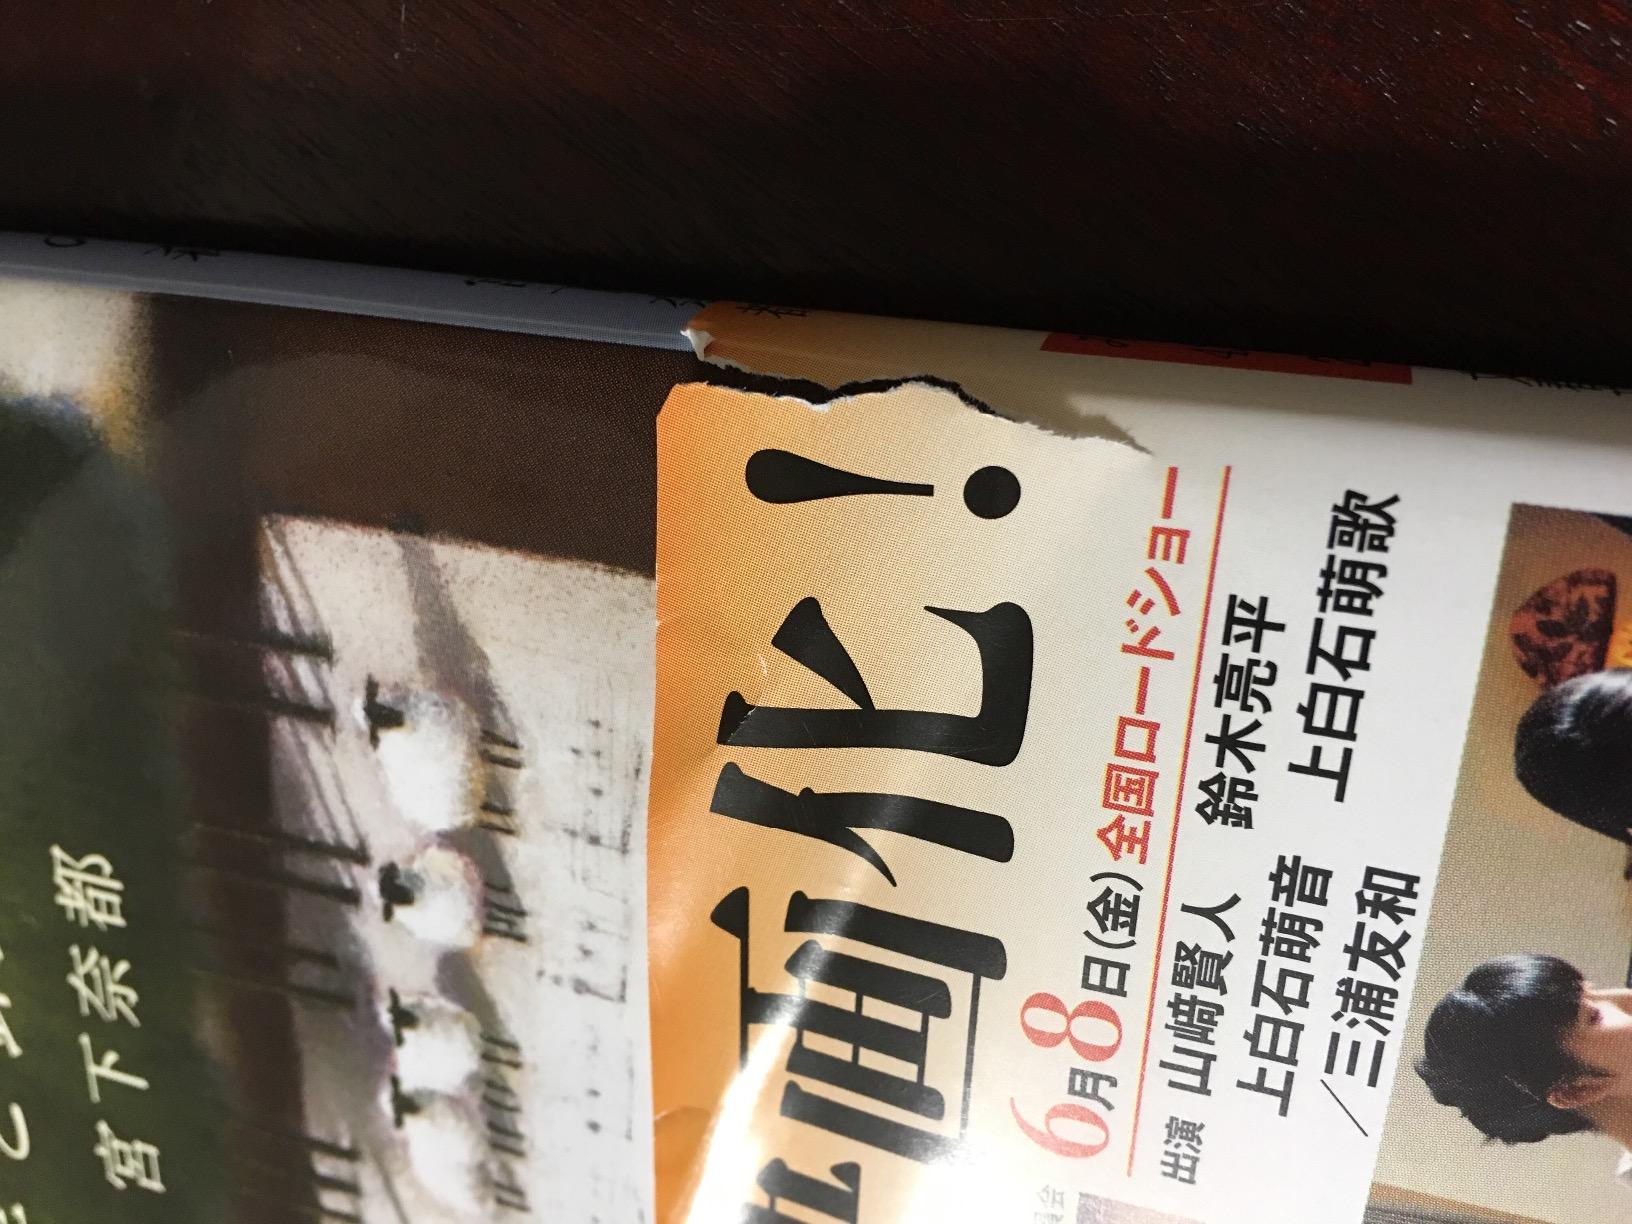 宮下奈都
画化!
6月8日(金)全国ロードショー
出演 山﨑賢人 鈴木亮平
上白石萌音 上白石萌歌
/三浦友和